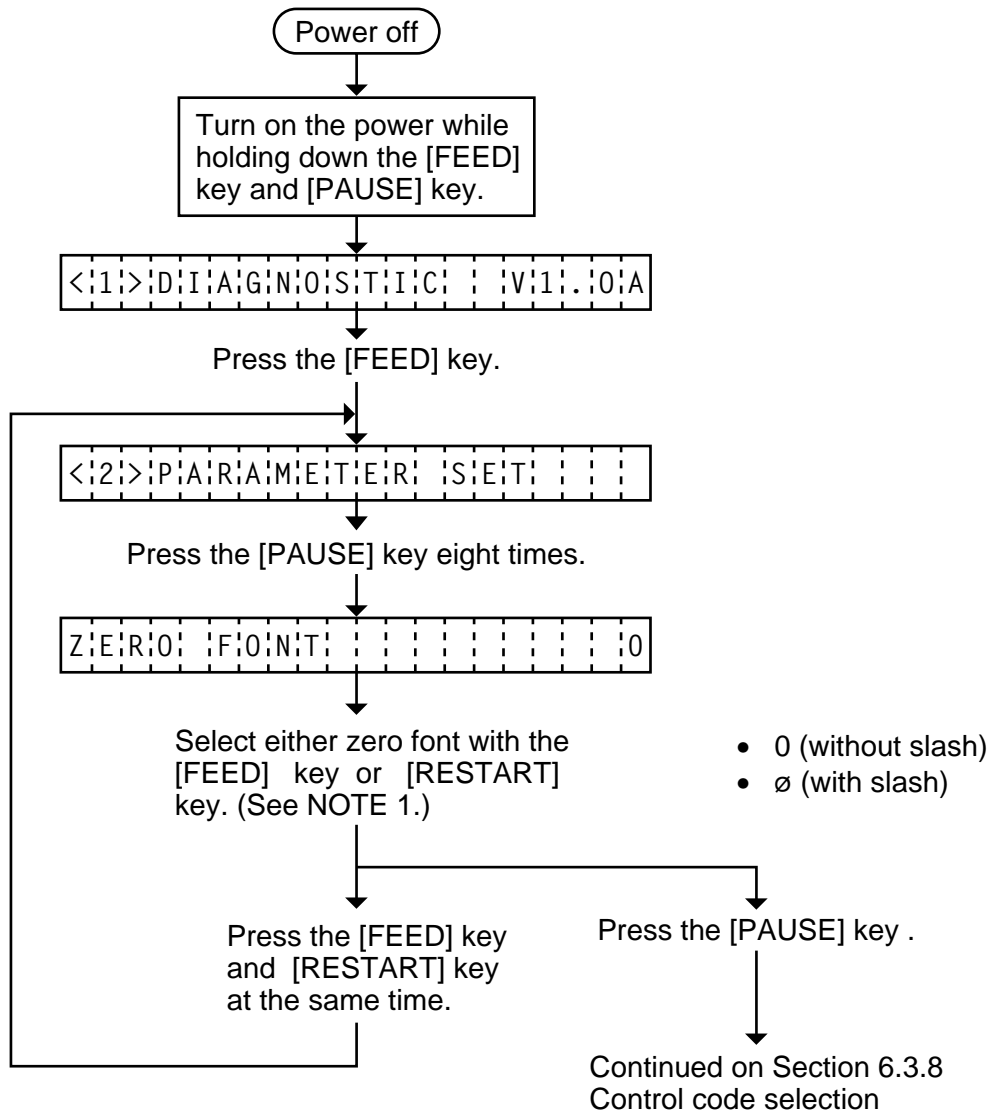 Power off
Turn on the power while
holding down the [FEED]
key and [PAUSE] key.
<1>DIAGNOSTIC  V1.0A
Press the [FEED] key.
<2>PARAMETER SET
Press the [PAUSE] key eight times.
ZERO FONT          0
Select either zero font with the
[FEED] key or [RESTART]
key. (See NOTE 1.)
• 0 (without slash)
• ø (with slash)
Press the [FEED] key
and [RESTART] key
at the same time.
Press the [PAUSE] key .
Continued on Section 6.3.8
Control code selection